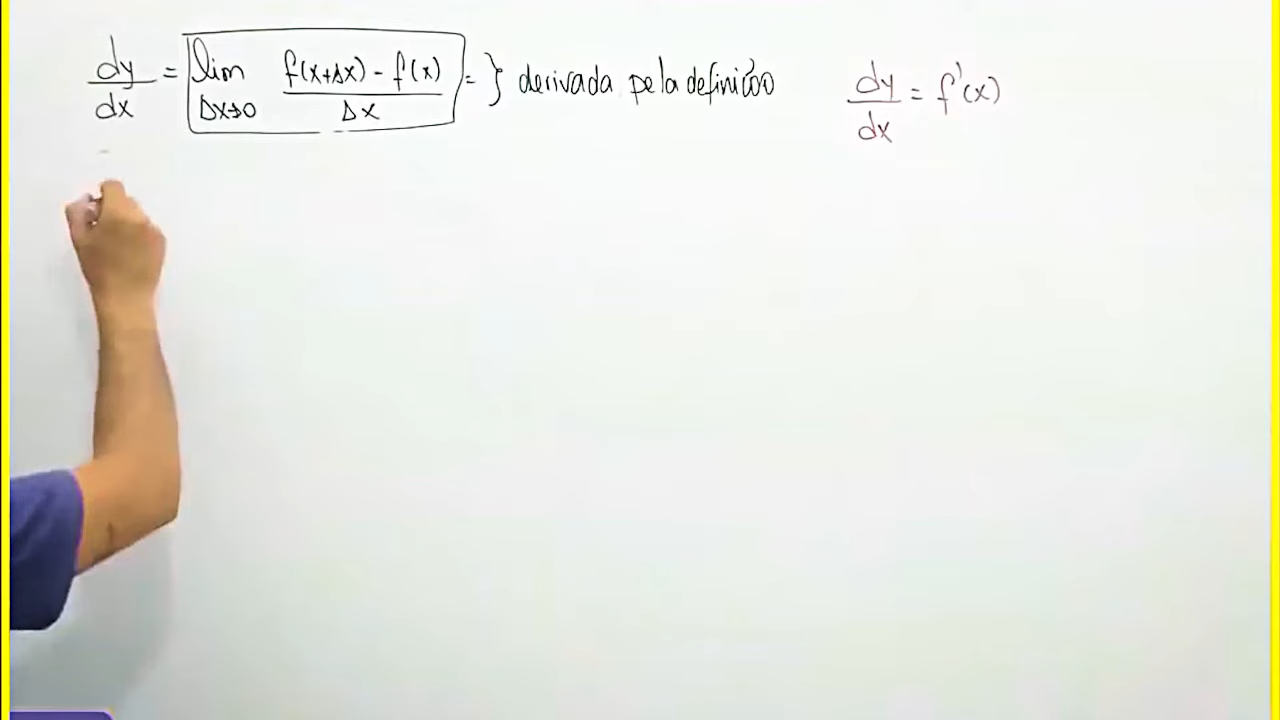 dy/dx = lim Δx→0 f(x+Δx) - f(x) / Δx = } derivada pela definição
dy/dx = f'(x)